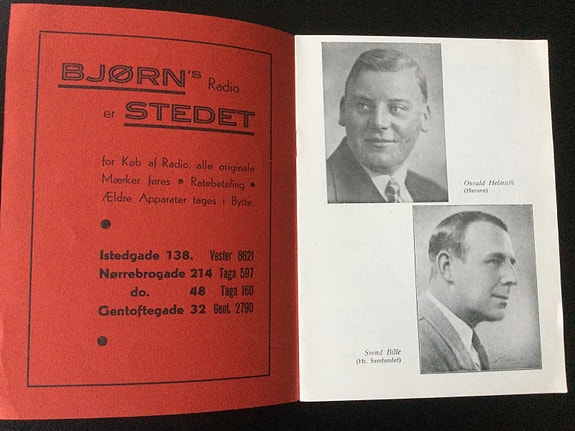 BJØRN's Radio
er STEDET
for Køb af Radio, alle originale
Mærker føres • Ratebetaling •
Ældre Apparater tages i Bytte.
Istedgade 138. Vester 8621
Nørrebrogade 214 Taga 597
do. 48 Taga 160
Gentoftegade 32 Gent. 2790
Osvald Helmuth
(Hansen)
Svend Bille
(Hr. Samfundet)